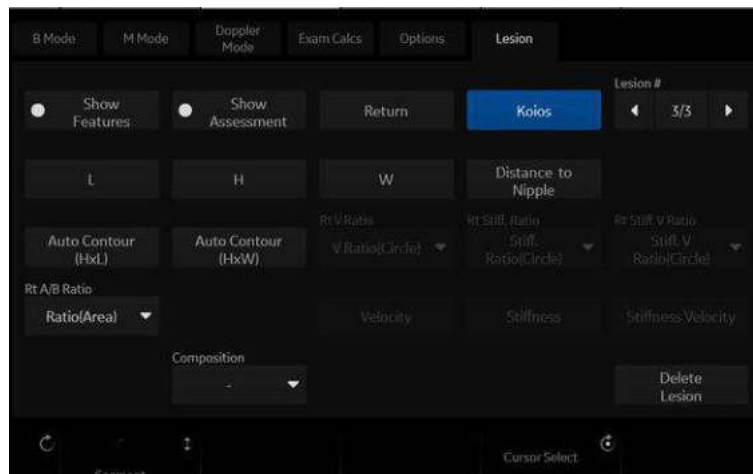 B Mode
M Mode
Doppler
Mode
Exam Calcs
Options
Lesion
Lesion #
Show
Features
Show
Assessment
Return
Koios
3/3
L
H
W
Distance to
Nipple
Rt V Ratio
Rt Stiff. Ratio
Rt Stiff. V Ratio
Auto Contour
(HxL)
Auto Contour
(HxW)
V Ratio(Circle)
Stiff.
Ratio(Circle)
Stiff. V
Ratio(Circle)
Rt A/B Ratio
Ratio(Area)
Velocity
Stiffness
Stiffness Velocity
Composition
-
Delete
Lesion
-
Segment
Cursor Select